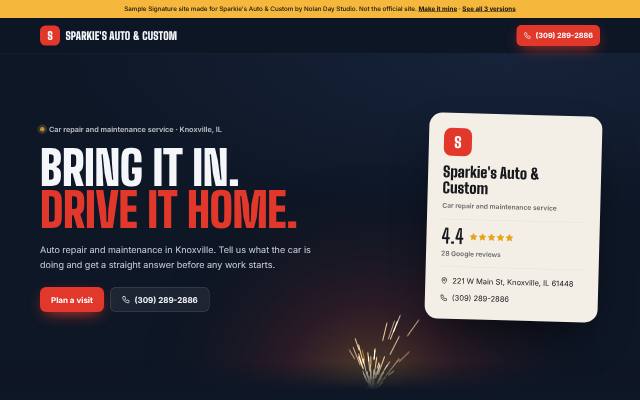 Sample Signature site made for Sparkie's Auto & Custom by Nolan Day Studio. Not the official site. Make it mine · See all 3 versions
S SPARKIE'S AUTO & CUSTOM
(309) 289-2886
Car repair and maintenance service · Knoxville, IL
BRING IT IN.
DRIVE IT HOME.
Auto repair and maintenance in Knoxville. Tell us what the car is
doing and get a straight answer before any work starts.
Plan a visit
(309) 289-2886
S
Sparkie's Auto &
Custom
Car repair and maintenance service
4.4
28 Google reviews
221 W Main St, Knoxville, IL 61448
(309) 289-2886